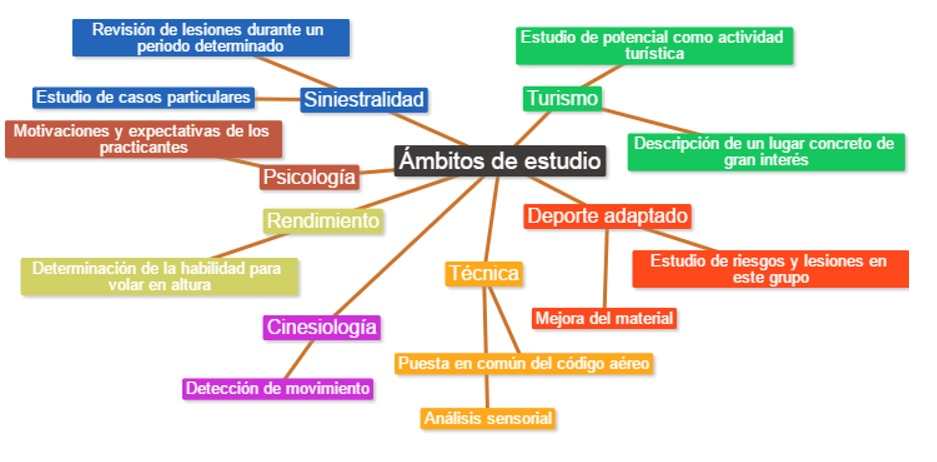 Revisión de lesiones durante un
periodo determinado
Estudio de potencial como actividad
turística
Estudio de casos particulares
Siniestralidad
Turismo
Motivaciones y expectativas de los
practicantes
Descripción de un lugar concreto de
gran interés
Ámbitos de estudio
Psicología
Rendimiento
Deporte adaptado
Determinación de la habilidad para
volar en altura
Técnica
Estudio de riesgos y lesiones en
este grupo
Cinesiología
Mejora del material
Puesta en común del código aéreo
Detección de movimiento
Análisis sensorial